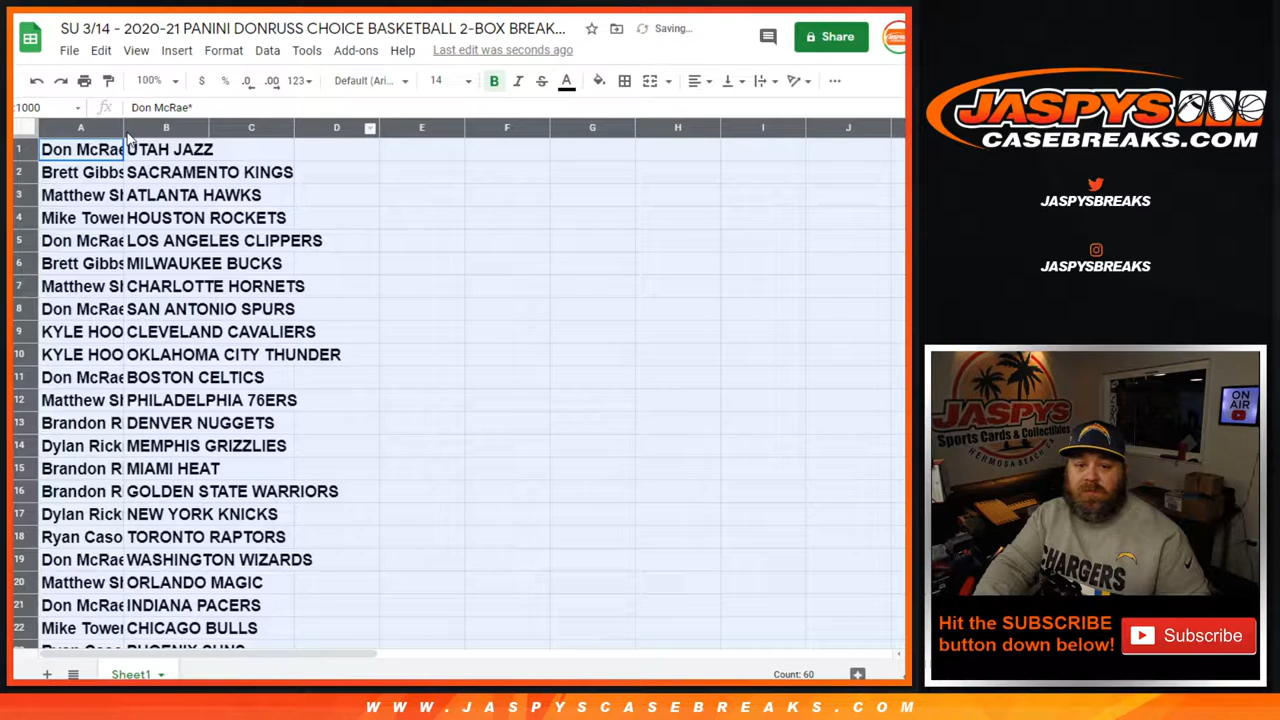 SU 3/14 - 2020-21 PANINI DONRUSS CHOICE BASKETBALL 2-BOX BREAK... Saving... Share
File Edit View Insert Format Data Tools Add-ons Help Last edit was seconds ago
100% $ % .0 .00 123 Default (Ari... 14 B I S A
:1000 fx Don McRae*
A B C D E F G H I J
1 Don McRae UTAH JAZZ
2 Brett Gibbs SACRAMENTO KINGS
3 Matthew Sl ATLANTA HAWKS
4 Mike Tower HOUSTON ROCKETS
5 Don McRae LOS ANGELES CLIPPERS
6 Brett Gibbs MILWAUKEE BUCKS
7 Matthew Sl CHARLOTTE HORNETS
8 Don McRae SAN ANTONIO SPURS
9 KYLE HOO CLEVELAND CAVALIERS
10 KYLE HOO OKLAHOMA CITY THUNDER
11 Don McRae BOSTON CELTICS
12 Matthew Sl PHILADELPHIA 76ERS
13 Brandon R DENVER NUGGETS
14 Dylan Rick MEMPHIS GRIZZLIES
15 Brandon R MIAMI HEAT
16 Brandon R GOLDEN STATE WARRIORS
17 Dylan Rick NEW YORK KNICKS
18 Ryan Caso TORONTO RAPTORS
19 Don McRae WASHINGTON WIZARDS
20 Matthew Sl ORLANDO MAGIC
21 Don McRae INDIANA PACERS
22 Mike Tower CHICAGO BULLS
Sheet1 Count: 60
JASPYS
CASEBREAKS.COM
JASPYSBREAKS
JASPYSBREAKS
JASPYS
Sports Cards & Collectibles
HERMOSA BEACH CA
ON AIR
CHARGERS
Hit the SUBSCRIBE
button down below!
Subscribe
WWW.JASPYSCASEBREAKS.COM